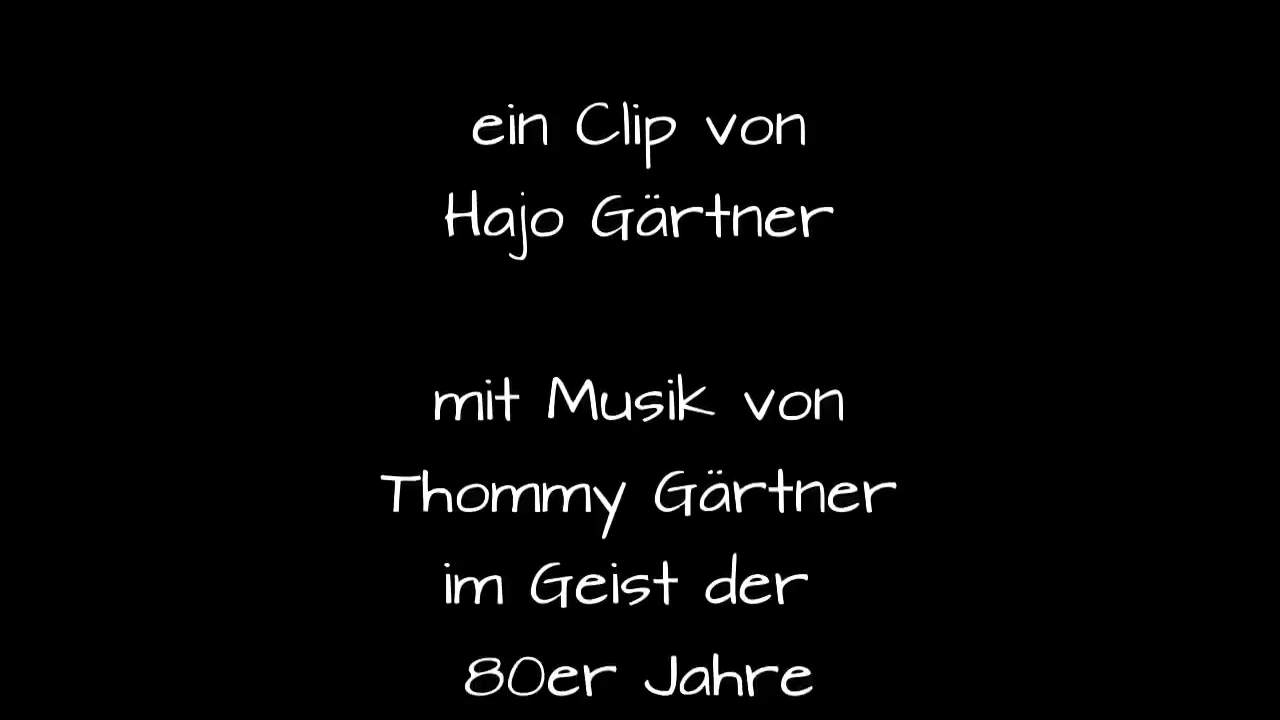 ein Clip von
Hajo Gärtner
mit Musik von
Thommy Gärtner
im Geist der
80er Jahre